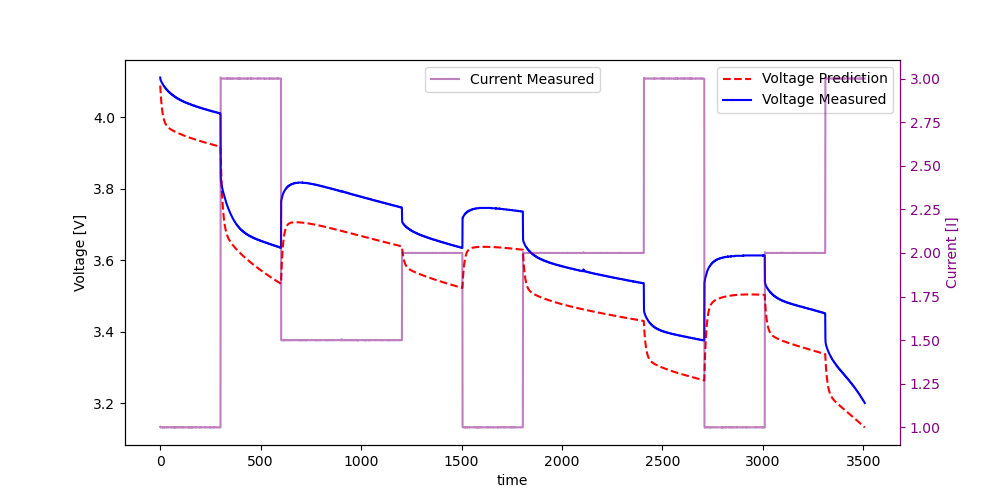 Current Measured
Voltage Prediction
Voltage Measured
Voltage [V]
4.0
3.8
3.6
3.4
3.2
3.00
2.75
2.50
2.25
2.00
1.75
1.50
1.25
1.00
Current [I]
0 500 1000 1500 2000 2500 3000 3500
time